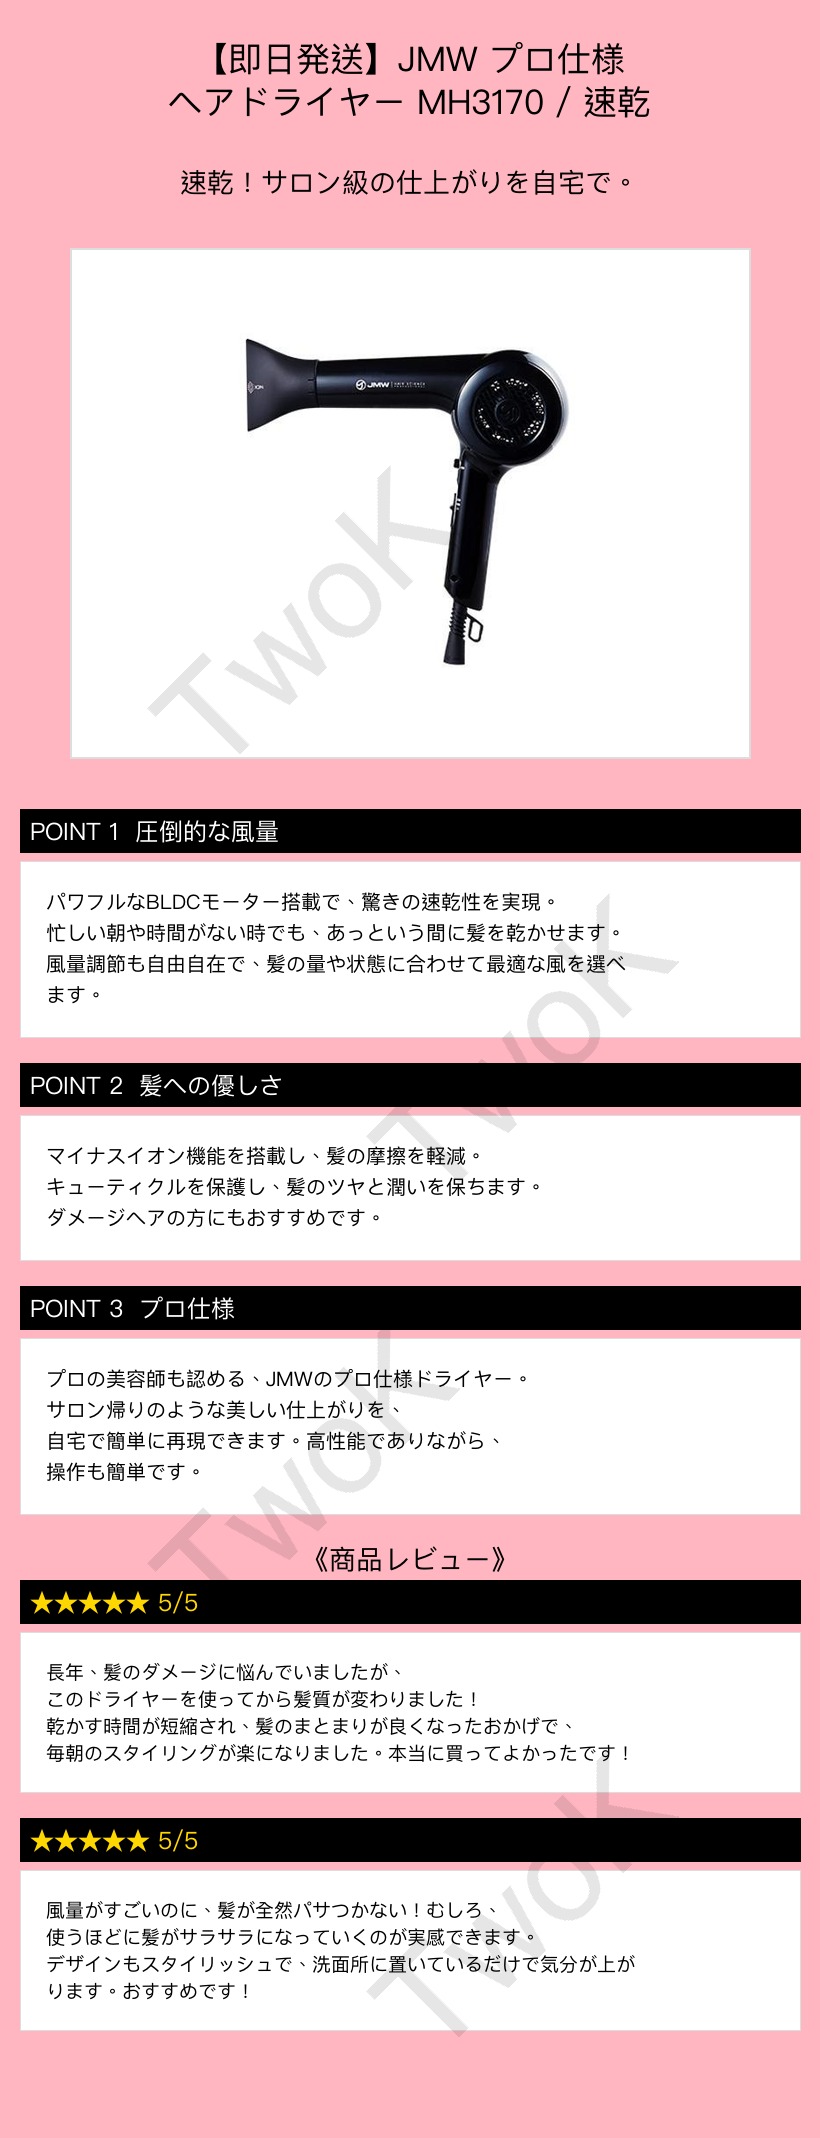 【即日発送】JMW プロ仕様
ヘアドライヤー MH3170 / 速乾
速乾！サロン級の仕上がりを自宅で。
JMW HAIR SCIENCE
ION
TwoK
POINT 1 圧倒的な風量
パワフルなBLDCモーター搭載で、驚きの速乾性を実現。
忙しい朝や時間がない時でも、あっという間に髪を乾かせます。
風量調節も自由自在で、髪の量や状態に合わせて最適な風を選べ
ます。
TwoK
POINT 2 髪への優しさ
マイナスイオン機能を搭載し、髪の摩擦を軽減。
キューティクルを保護し、髪のツヤと潤いを保ちます。
ダメージヘアの方にもおすすめです。
POINT 3 プロ仕様
プロの美容師も認める、JMWのプロ仕様ドライヤー。
サロン帰りのような美しい仕上がりを、
自宅で簡単に再現できます。高性能でありながら、
操作も簡単です。
TwoK
《商品レビュー》
★★★★★ 5/5
長年、髪のダメージに悩んでいましたが、
このドライヤーを使ってから髪質が変わりました！
乾かす時間が短縮され、髪のまとまりが良くなったおかげで、
毎朝のスタイリングが楽になりました。本当に買ってよかったです！
★★★★★ 5/5
風量がすごいのに、髪が全然パサつかない！むしろ、
使うほどに髪がサラサラになっていくのが実感できます。
デザインもスタイリッシュで、洗面所に置いているだけで気分が上が
ります。おすすめです！
TwoK